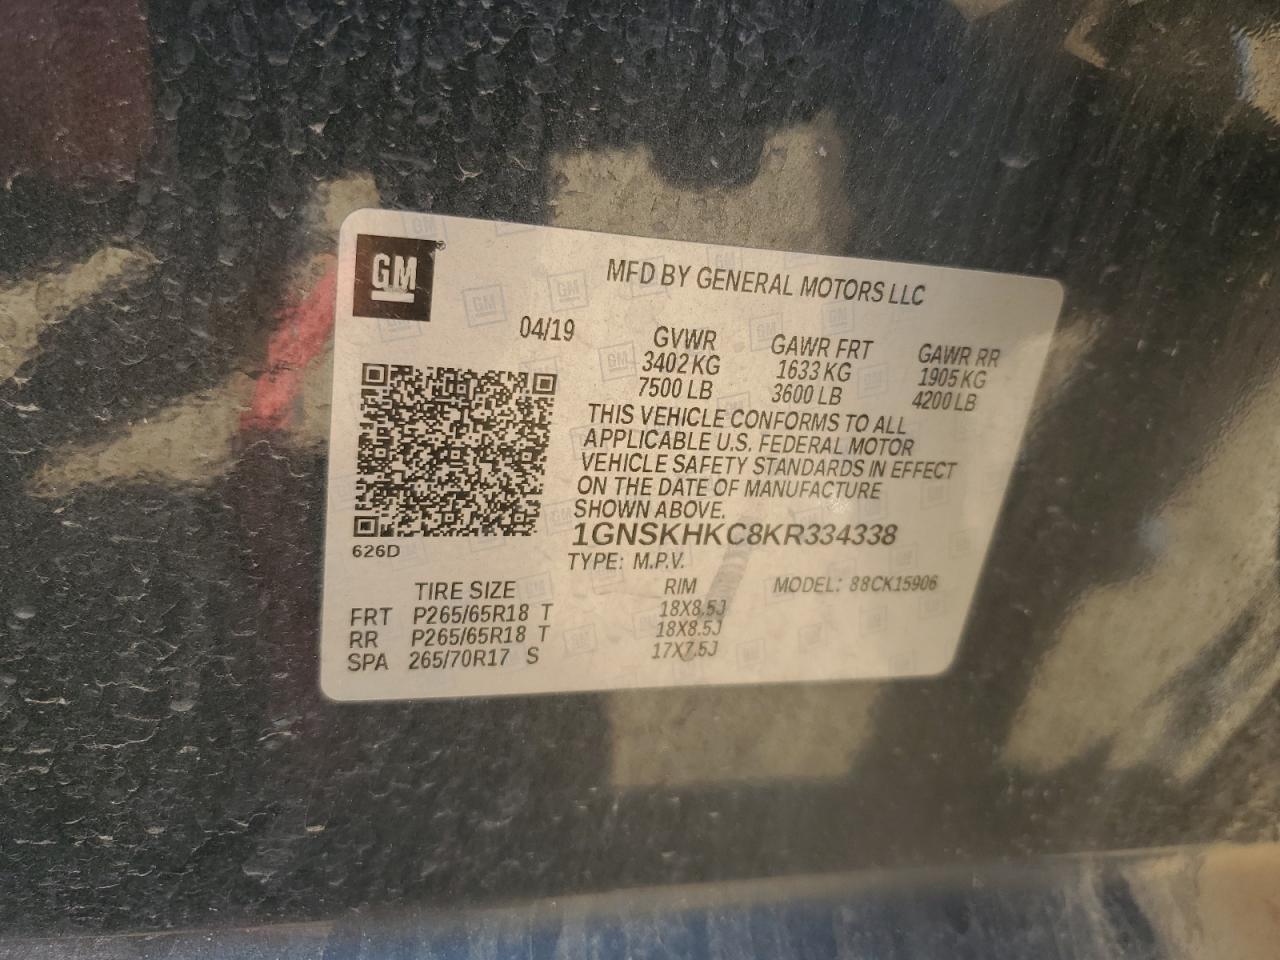 GM
MFD BY GENERAL MOTORS LLC
04/19 GVWR GAWR FRT GAWR RR
3402 KG 1633 KG 1905 KG
7500 LB 3600 LB 4200 LB
THIS VEHICLE CONFORMS TO ALL
APPLICABLE U.S. FEDERAL MOTOR
VEHICLE SAFETY STANDARDS IN EFFECT
ON THE DATE OF MANUFACTURE
SHOWN ABOVE.
1GNSKHKC8KR334338
626D
TYPE: M.P.V. MODEL: 88CK15906
TIRE SIZE RIM
FRT P265/65R18 T 18X8.5J
RR P265/65R18 T 18X8.5J
SPA 265/70R17 S 17X7.5J